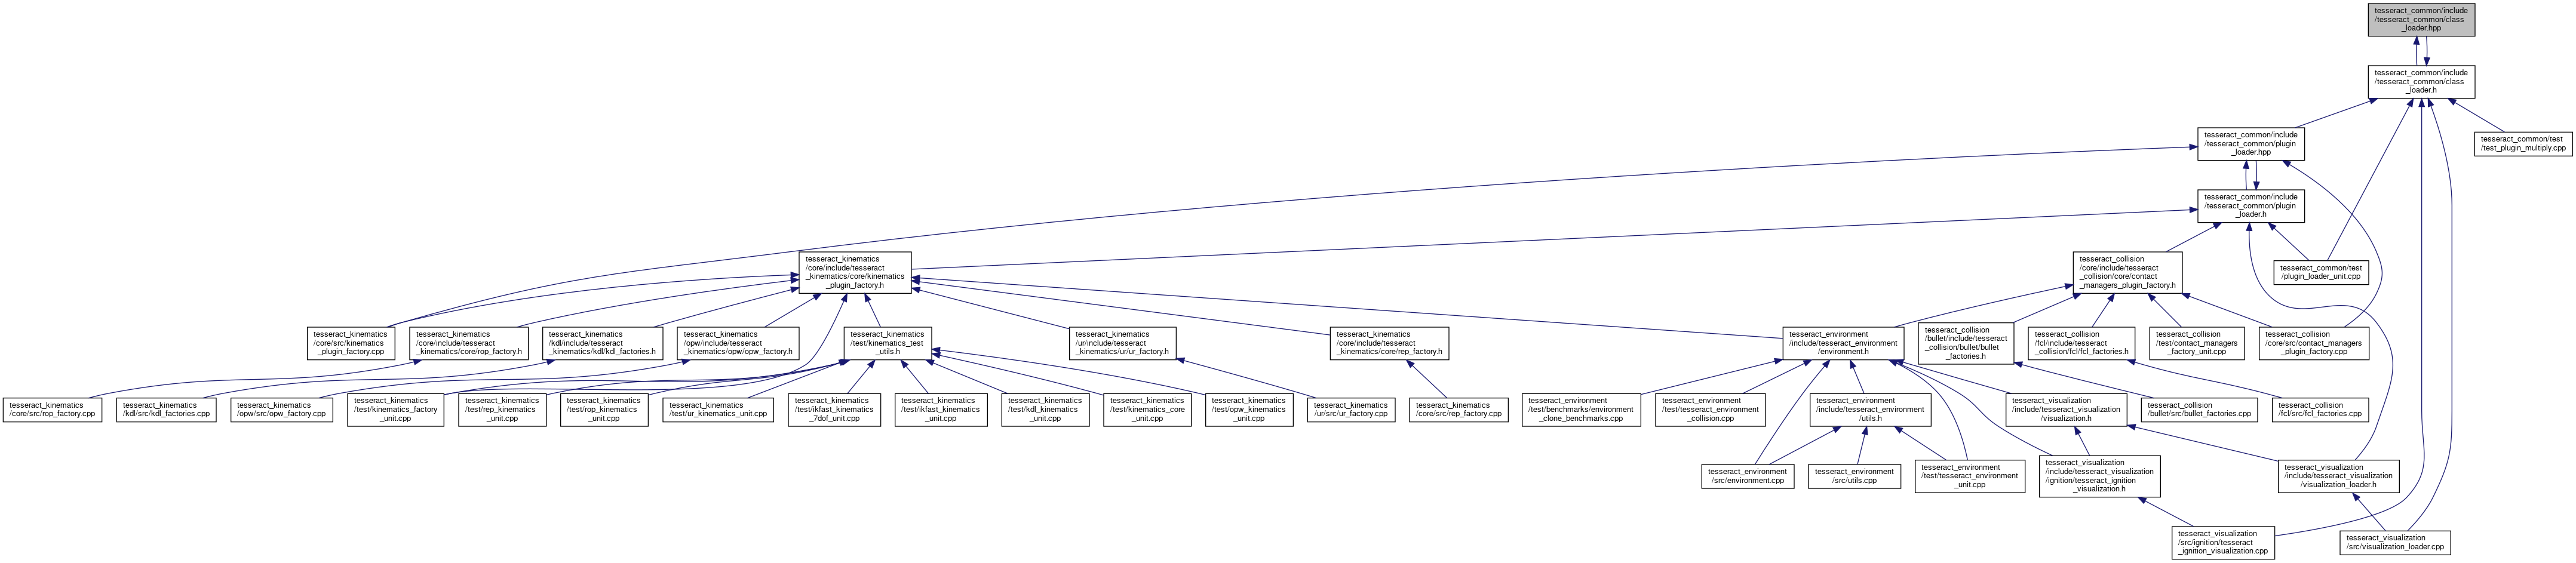 tesseract_common/include
/tesseract_common/class
_loader.hpp
tesseract_common/include
/tesseract_common/class
_loader.h
tesseract_common/include
/tesseract_common/plugin
_loader.hpp
tesseract_common/test
/test_plugin_multiply.cpp
tesseract_common/include
/tesseract_common/plugin
_loader.h
tesseract_kinematics
/core/include/tesseract
_kinematics/core/kinematics
_plugin_factory.h
tesseract_collision
/core/include/tesseract
_collision/core/contact
_managers_plugin_factory.h
tesseract_common/test
/plugin_loader_unit.cpp
tesseract_kinematics
/core/src/kinematics
_plugin_factory.cpp
tesseract_kinematics
/core/include/tesseract
_kinematics/core/rop_factory.h
tesseract_kinematics
/kdl/include/tesseract
_kinematics/kdl/kdl_factories.h
tesseract_kinematics
/opw/include/tesseract
_kinematics/opw/opw_factory.h
tesseract_kinematics
/test/kinematics_test
_utils.h
tesseract_kinematics
/ur/include/tesseract
_kinematics/ur/ur_factory.h
tesseract_kinematics
/core/include/tesseract
_kinematics/core/rep_factory.h
tesseract_environment
/include/tesseract_environment
/environment.h
tesseract_collision
/bullet/include/tesseract
_collision/bullet/bullet
_factories.h
tesseract_collision
/fcl/include/tesseract
_collision/fcl/fcl_factories.h
tesseract_collision
/test/contact_managers
_factory_unit.cpp
tesseract_collision
/core/src/contact_managers
_plugin_factory.cpp
tesseract_kinematics
/core/src/rop_factory.cpp
tesseract_kinematics
/kdl/src/kdl_factories.cpp
tesseract_kinematics
/opw/src/opw_factory.cpp
tesseract_kinematics
/test/kinematics_factory
_unit.cpp
tesseract_kinematics
/test/rep_kinematics
_unit.cpp
tesseract_kinematics
/test/rop_kinematics
_unit.cpp
tesseract_kinematics
/test/ur_kinematics_unit.cpp
tesseract_kinematics
/test/ikfast_kinematics
_7dof_unit.cpp
tesseract_kinematics
/test/ikfast_kinematics
_unit.cpp
tesseract_kinematics
/test/kdl_kinematics
_unit.cpp
tesseract_kinematics
/test/kinematics_core
_unit.cpp
tesseract_kinematics
/test/opw_kinematics
_unit.cpp
tesseract_kinematics
/ur/src/ur_factory.cpp
tesseract_kinematics
/core/src/rep_factory.cpp
tesseract_environment
/test/benchmarks/environment
_clone_benchmarks.cpp
tesseract_environment
/test/tesseract_environment
_collision.cpp
tesseract_environment
/include/tesseract_environment
/utils.h
tesseract_visualization
/include/tesseract_visualization
/visualization.h
tesseract_collision
/bullet/src/bullet_factories.cpp
tesseract_collision
/fcl/src/fcl_factories.cpp
tesseract_environment
/src/environment.cpp
tesseract_environment
/src/utils.cpp
tesseract_environment
/test/tesseract_environment
_unit.cpp
tesseract_visualization
/include/tesseract_visualization
/ignition/tesseract_ignition
_visualization.h
tesseract_visualization
/include/tesseract_visualization
/visualization_loader.h
tesseract_visualization
/src/ignition/tesseract
_ignition_visualization.cpp
tesseract_visualization
/src/visualization_loader.cpp